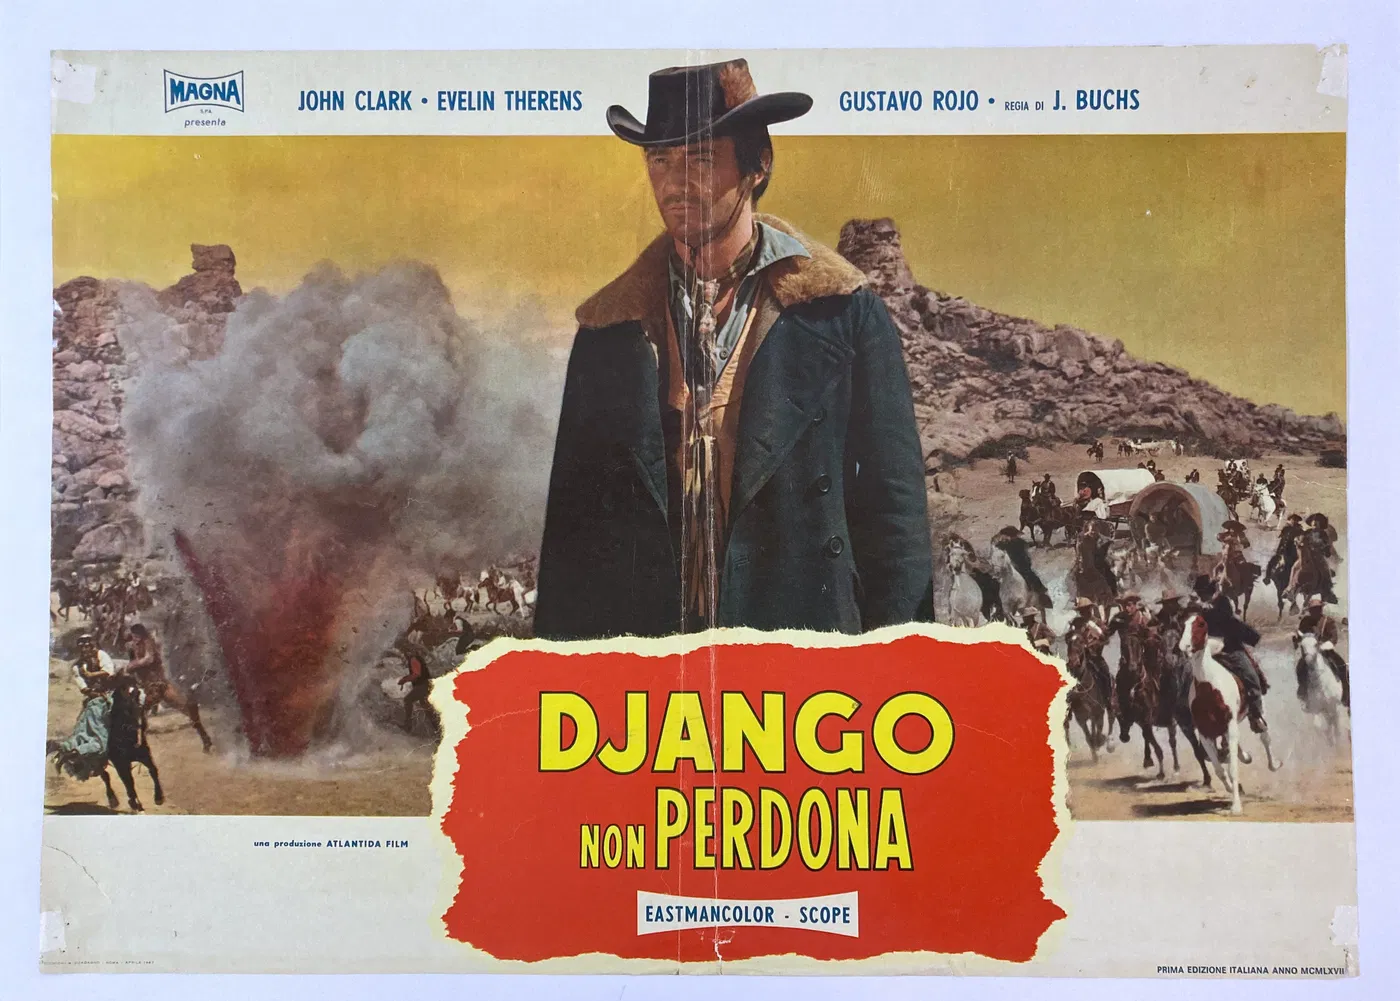 MAGNA
S.P.A.
presenta
JOHN CLARK • EVELIN THERENS
GUSTAVO ROJO • REGIA DI J. BUCHS
DJANGO
NON PERDONA
EASTMANCOLOR - SCOPE
una produzione ATLANTIDA FILM
PRIMA EDIZIONE ITALIANA ANNO MCMLXVII